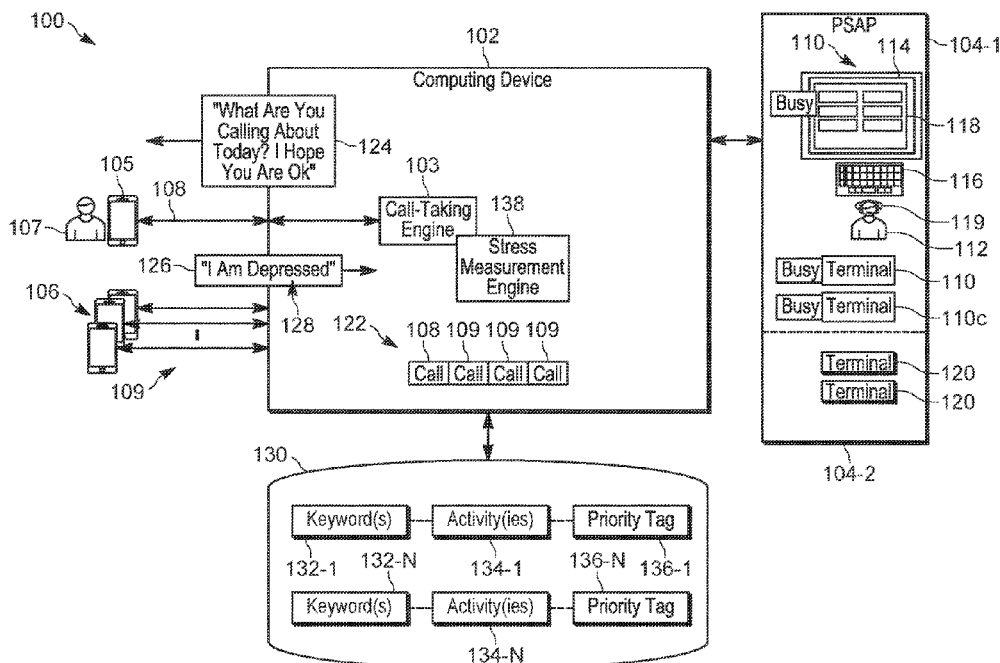 100
102
Computing Device
"What Are You
Calling About
Today? I Hope
You Are Ok"
124
105
108
107
103
Call-Taking
Engine
138
Stress
Measurement
Engine
126
"I Am Depressed"
128
106
109
122
108 109 109 109
Call Call Call Call
PSAP
104-1
110
114
Busy
118
116
119
112
Busy Terminal
110
Busy Terminal
110c
Terminal
120
Terminal
120
104-2
130
Keyword(s) Activity(ies) Priority Tag
132-1 132-N 134-1 136-N 136-1
Keyword(s) Activity(ies) Priority Tag
134-N